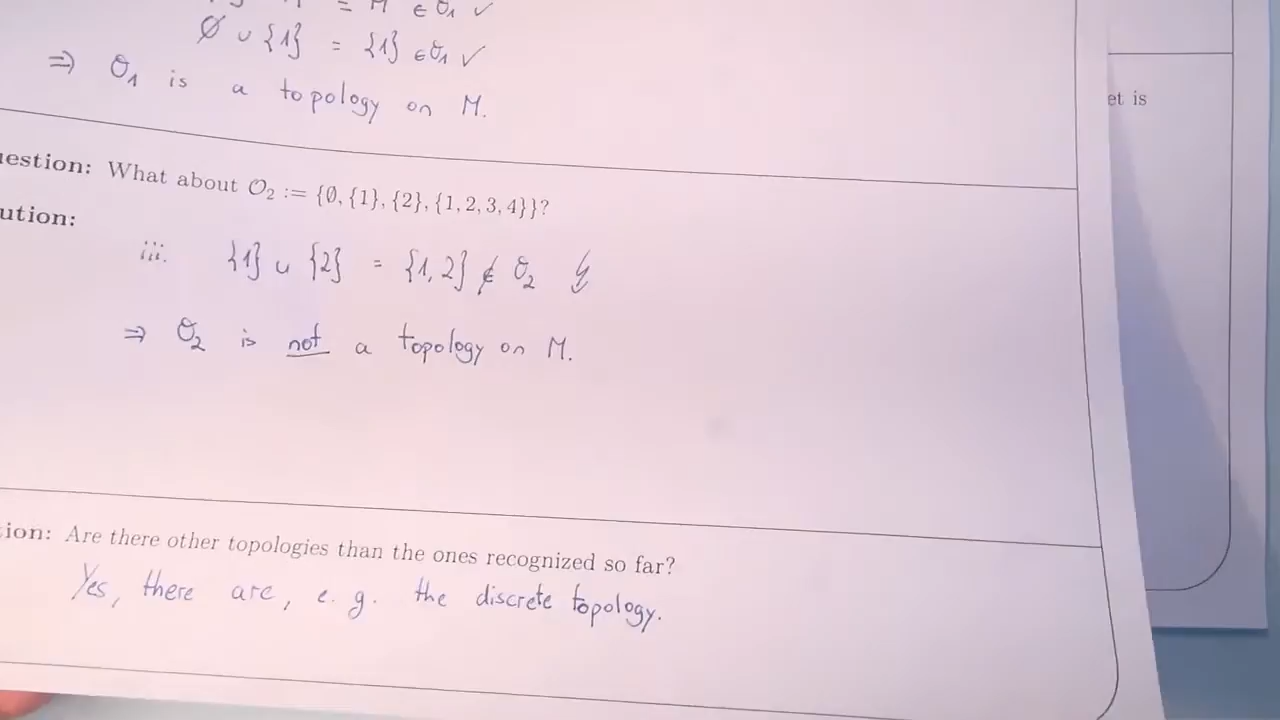 = M ∈ O₁ ✓
∅ ∪ {1} = {1} ∈ O₁ ✓
⇒ O₁ is a topology on M.
et is
uestion: What about O₂ := {∅, {1}, {2}, {1, 2, 3, 4}}?
ution:
iii. {1} ∪ {2} = {1, 2} ∉ O₂ ↯
⇒ O₂ is not a topology on M.
tion: Are there other topologies than the ones recognized so far?
Yes, there are, e. g. the discrete topology.